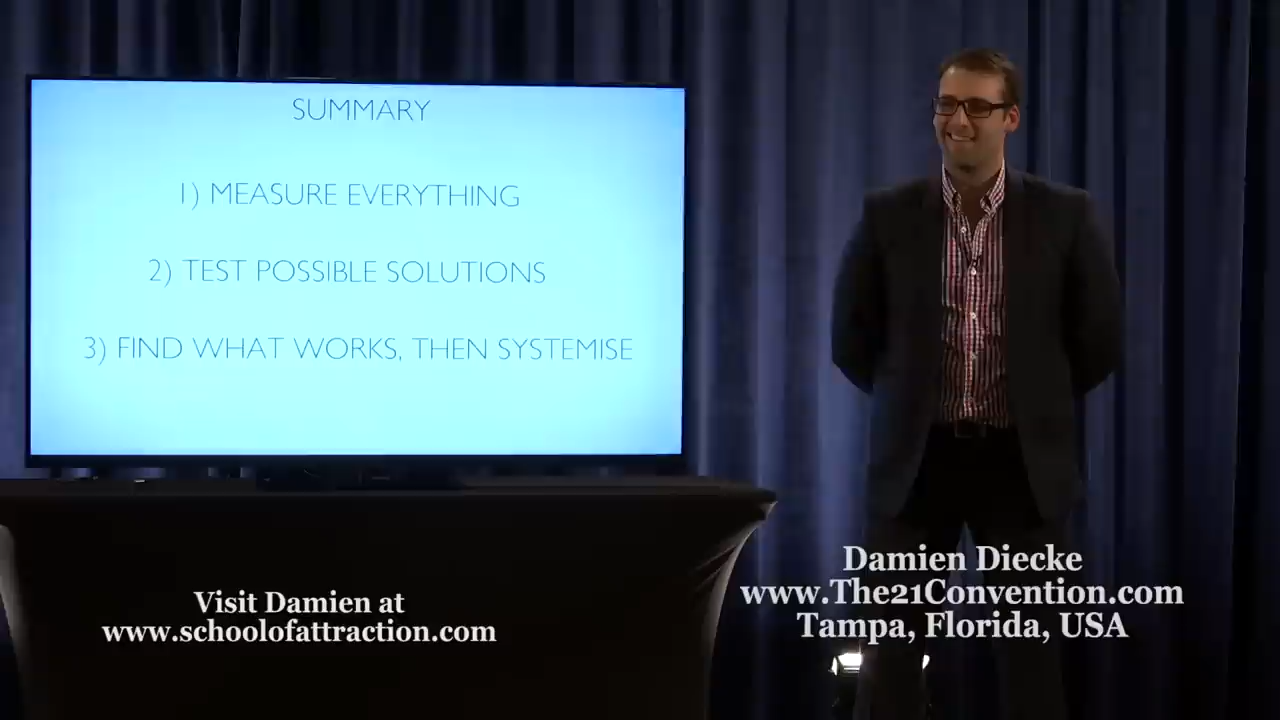 SUMMARY
1) MEASURE EVERYTHING
2) TEST POSSIBLE SOLUTIONS
3) FIND WHAT WORKS, THEN SYSTEMISE
Visit Damien at
www.schoolofattraction.com
Damien Diecke
www.The21Convention.com
Tampa, Florida, USA